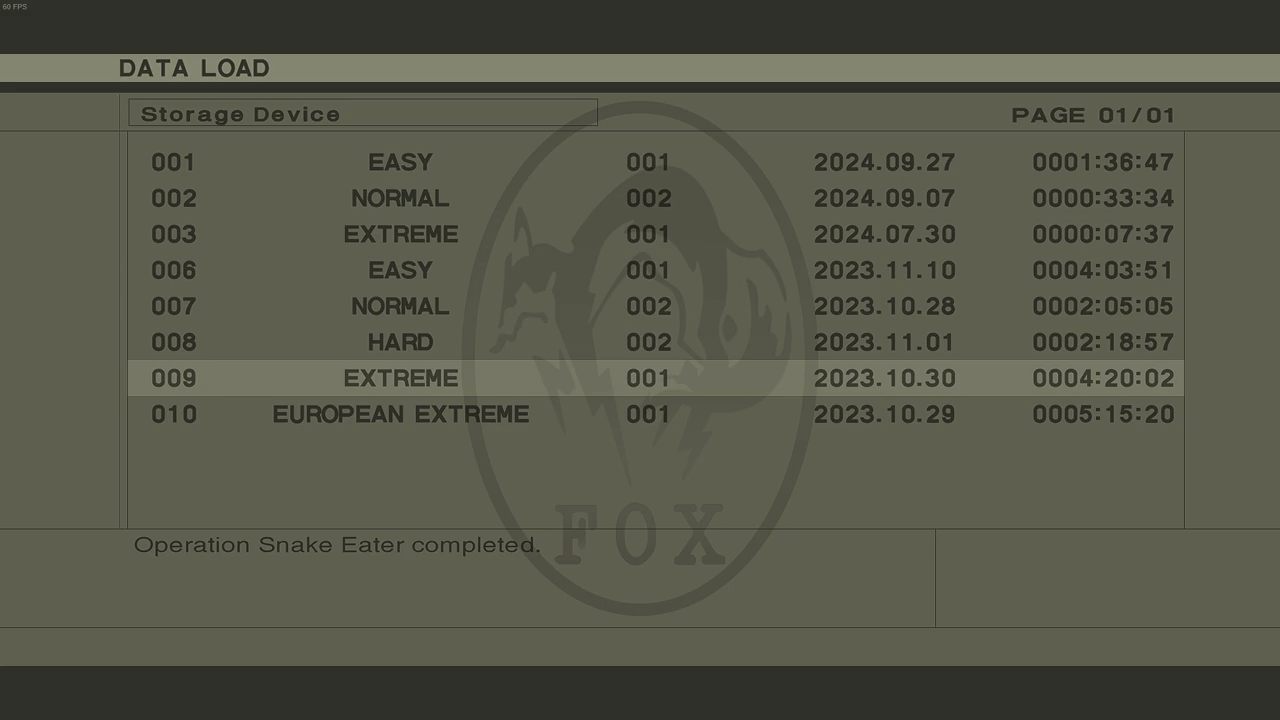 60 FPS
DATA LOAD
Storage Device PAGE 01/01
001 EASY 001 2024.09.27 0001:36:47
002 NORMAL 002 2024.09.07 0000:33:34
003 EXTREME 001 2024.07.30 0000:07:37
006 EASY 001 2023.11.10 0004:03:51
007 NORMAL 002 2023.10.28 0002:05:05
008 HARD 002 2023.11.01 0002:18:57
009 EXTREME 001 2023.10.30 0004:20:02
010 EUROPEAN EXTREME 001 2023.10.29 0005:15:20
FOX
Operation Snake Eater completed.